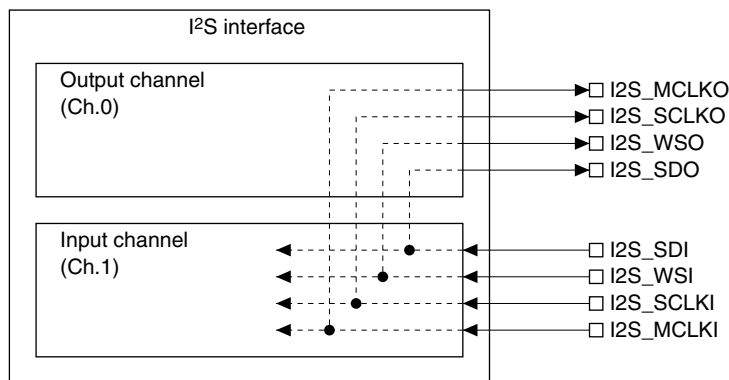 I²S interface
Output channel
(Ch.0)
I2S_MCLKO
I2S_SCLKO
I2S_WSO
I2S_SDO
Input channel
(Ch.1)
I2S_SDI
I2S_WSI
I2S_SCLKI
I2S_MCLKI